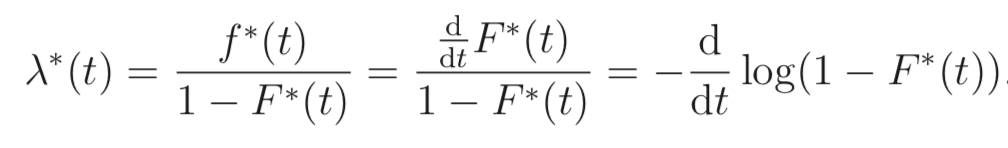 λ*(t) = f*(t) / (1 − F*(t)) = (d/dt F*(t)) / (1 − F*(t)) = −d/dt log(1 − F*(t)).